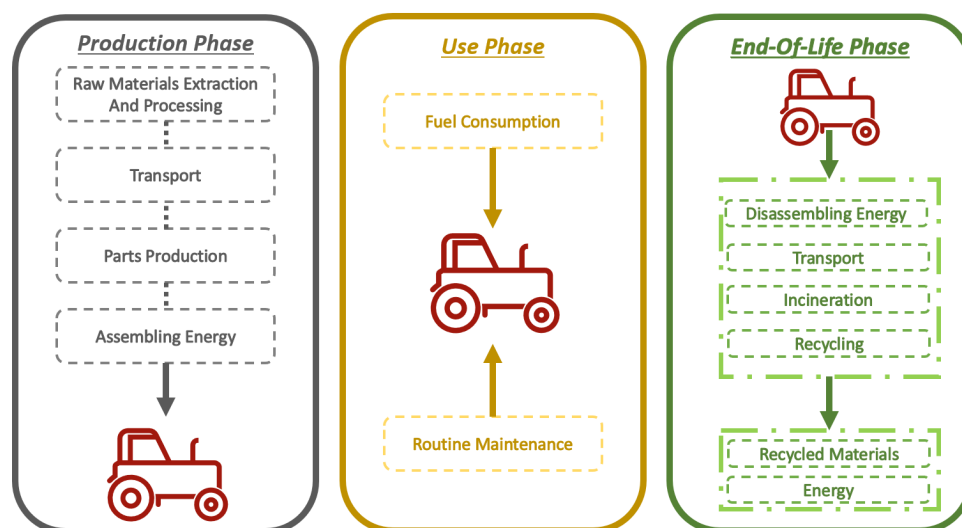 Production Phase
Raw Materials Extraction
And Processing
Transport
Parts Production
Assembling Energy
Use Phase
Fuel Consumption
Routine Maintenance
End-Of-Life Phase
Disassembling Energy
Transport
Incineration
Recycling
Recycled Materials
Energy